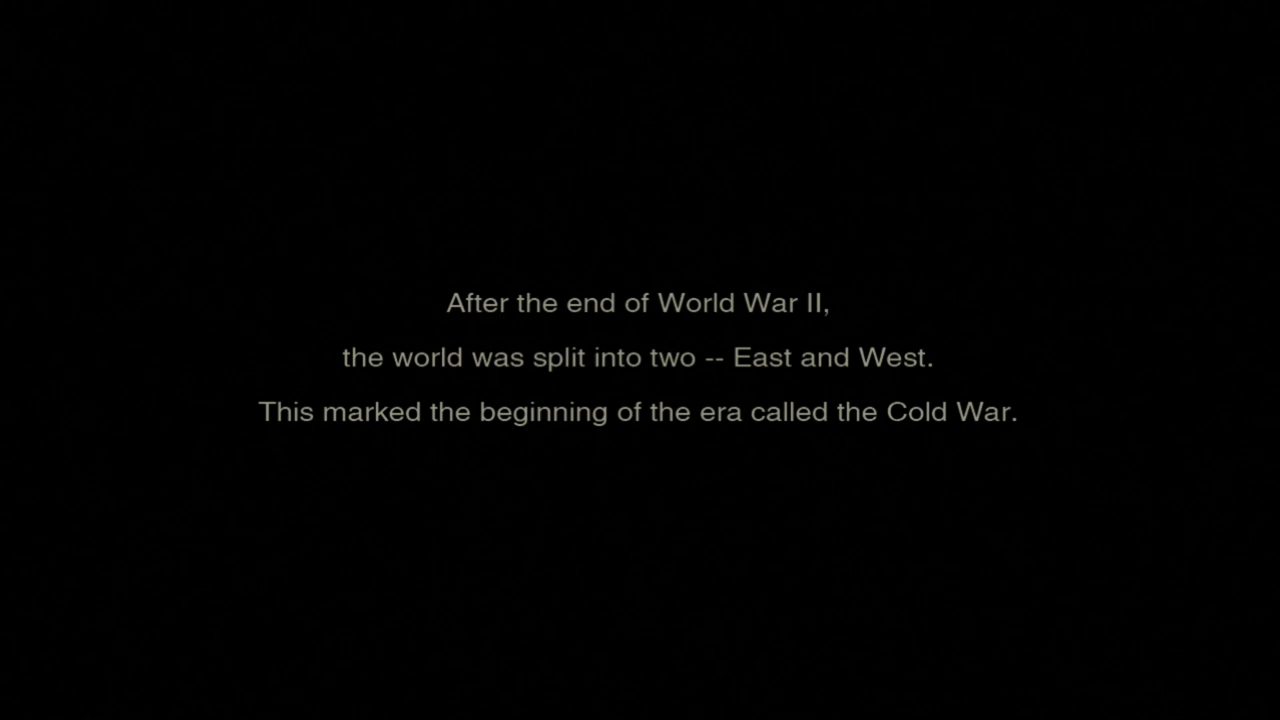 After the end of World War II,
the world was split into two -- East and West.
This marked the beginning of the era called the Cold War.